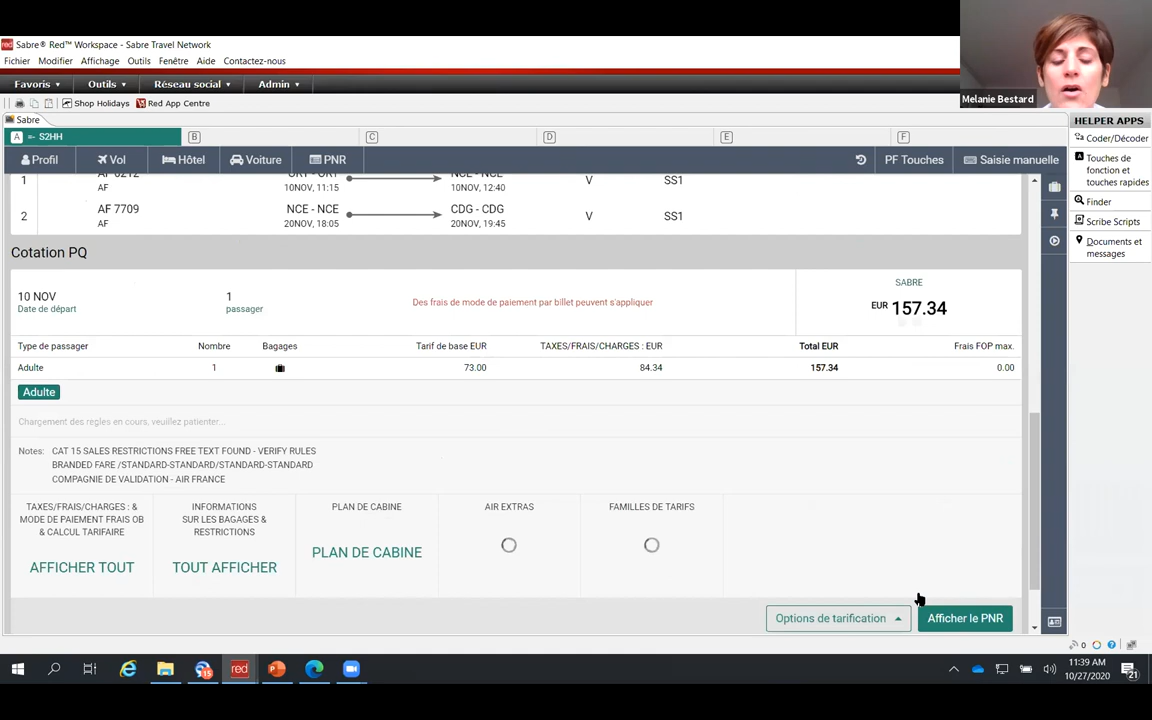 red Sabre® Red™ Workspace - Sabre Travel Network
Fichier Modifier Affichage Outils Fenêtre Aide Contactez-nous
Favoris Outils Réseau social Admin
Shop Holidays Red App Centre
Melanie Bestard
Sabre
HELPER APPS
A S2HH B C D E F
Coder/Décoder
Profil Vol Hôtel Voiture PNR PF Touches Saisie manuelle
Touches de
fonction et
touches rapides
Finder
Scribe Scripts
Documents et
messages
1 V SS1
AF 10NOV, 11:15 10NOV, 12:40
2 AF 7709 NCE - NCE CDG - CDG V SS1
AF 20NOV, 18:05 20NOV, 19:45
Cotation PQ
10 NOV
Date de départ
1
passager
Des frais de mode de paiement par billet peuvent s'appliquer
SABRE
EUR 157.34
Type de passager Nombre Bagages Tarif de base EUR TAXES/FRAIS/CHARGES : EUR Total EUR Frais FOP max.
Adulte 1 73.00 84.34 157.34 0.00
Adulte
Chargement des regles en cours, veuillez patienter...
Notes: CAT 15 SALES RESTRICTIONS FREE TEXT FOUND - VERIFY RULES
BRANDED FARE /STANDARD-STANDARD/STANDARD-STANDARD
COMPAGNIE DE VALIDATION - AIR FRANCE
TAXES/FRAIS/CHARGES : &
MODE DE PAIEMENT FRAIS OB
& CALCUL TARIFAIRE
AFFICHER TOUT
INFORMATIONS
SUR LES BAGAGES &
RESTRICTIONS
TOUT AFFICHER
PLAN DE CABINE
PLAN DE CABINE
AIR EXTRAS
FAMILLES DE TARIFS
Options de tarification
Afficher le PNR
0
15
red
11:39 AM
10/27/2020
21